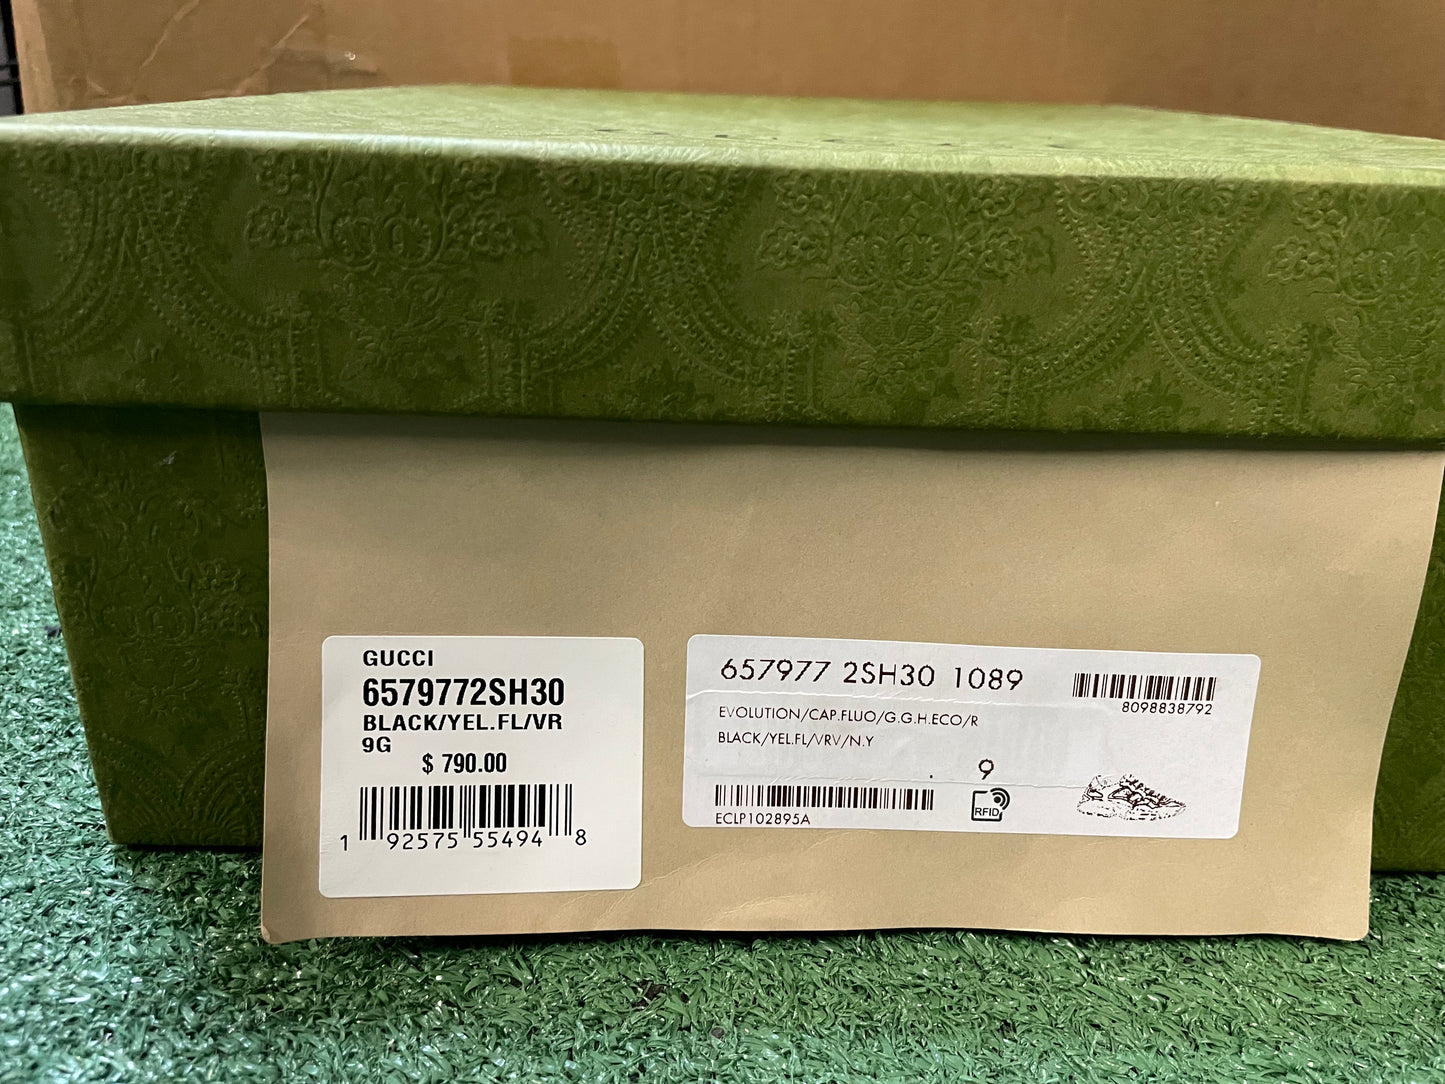 GUCCI
6579772SH30
BLACK/YEL.FL/VR
9G
$ 790.00
1 92575 55494 8
657977 2SH30 1089
8098838792
EVOLUTION/CAP.FLUO/G.G.H.ECO/R
BLACK/YEL.FL/VRV/N.Y
9
RFID
ECLP102895A